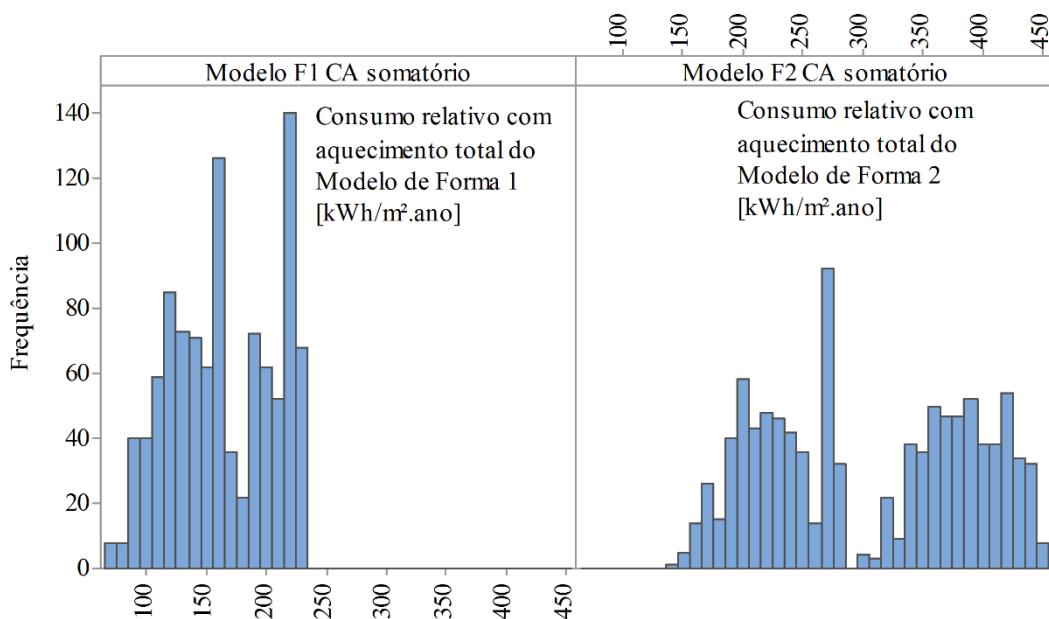 100 150 200 250 300 350 400 450
Modelo F1 CA somatório
Modelo F2 CA somatório
Consumo relativo com
aquecimento total do
Modelo de Forma 1
[kWh/m².ano]
Consumo relativo com
aquecimento total do
Modelo de Forma 2
[kWh/m².ano]
Frequência
140
120
100
80
60
40
20
0
100 150 200 250 300 350 400 450